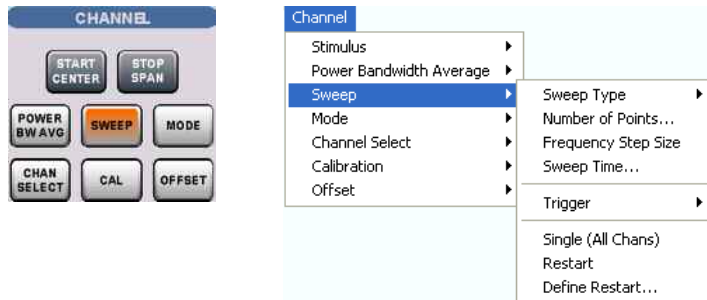 CHANNEL
START
CENTER
STOP
SPAN
POWER
BW AVG
SWEEP
MODE
CHAN
SELECT
CAL
OFFSET
Channel
Stimulus
Power Bandwidth Average
Sweep
Mode
Channel Select
Calibration
Offset
Sweep Type
Number of Points...
Frequency Step Size
Sweep Time...
Trigger
Single (All Chans)
Restart
Define Restart...